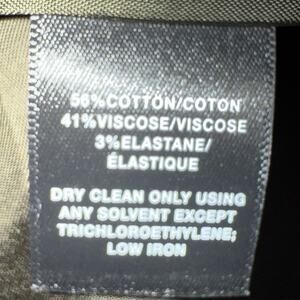 56%COTTON/COTON
41%VISCOSE/VISCOSE
3%ELASTANE/
ÉLASTIQUE
DRY CLEAN ONLY USING
ANY SOLVENT EXCEPT
TRICHLOROETHYLENE;
LOW IRON